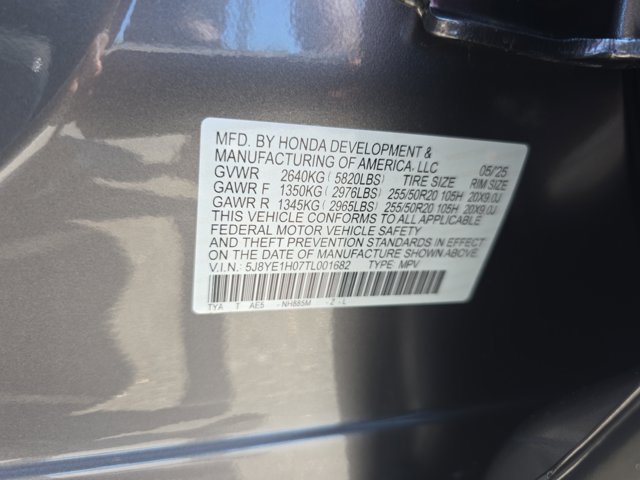 MFD. BY HONDA DEVELOPMENT &
MANUFACTURING OF AMERICA, LLC 05/25
GVWR 2640KG ( 5820LBS) TIRE SIZE RIM SIZE
GAWR F 1350KG ( 2976LBS) 255/50R20 105H 20X9.0J
GAWR R 1345KG ( 2965LBS) 255/50R20 105H 20X9.0J
THIS VEHICLE CONFORMS TO ALL APPLICABLE
FEDERAL MOTOR VEHICLE SAFETY
AND THEFT PREVENTION STANDARDS IN EFFECT
ON THE DATE OF MANUFACTURE SHOWN ABOVE.
V.I.N.: 5J8YE1H07TL001682 TYPE: MPV
TYA T AE5 NH885M -Z -L